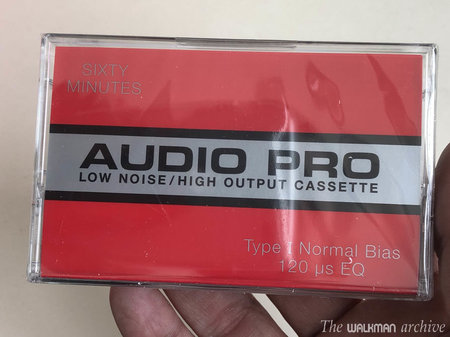 SIXTY
MINUTES
AUDIO PRO
LOW NOISE/HIGH OUTPUT CASSETTE
Type I Normal Bias
120 µs EQ
The WALKMAN archive